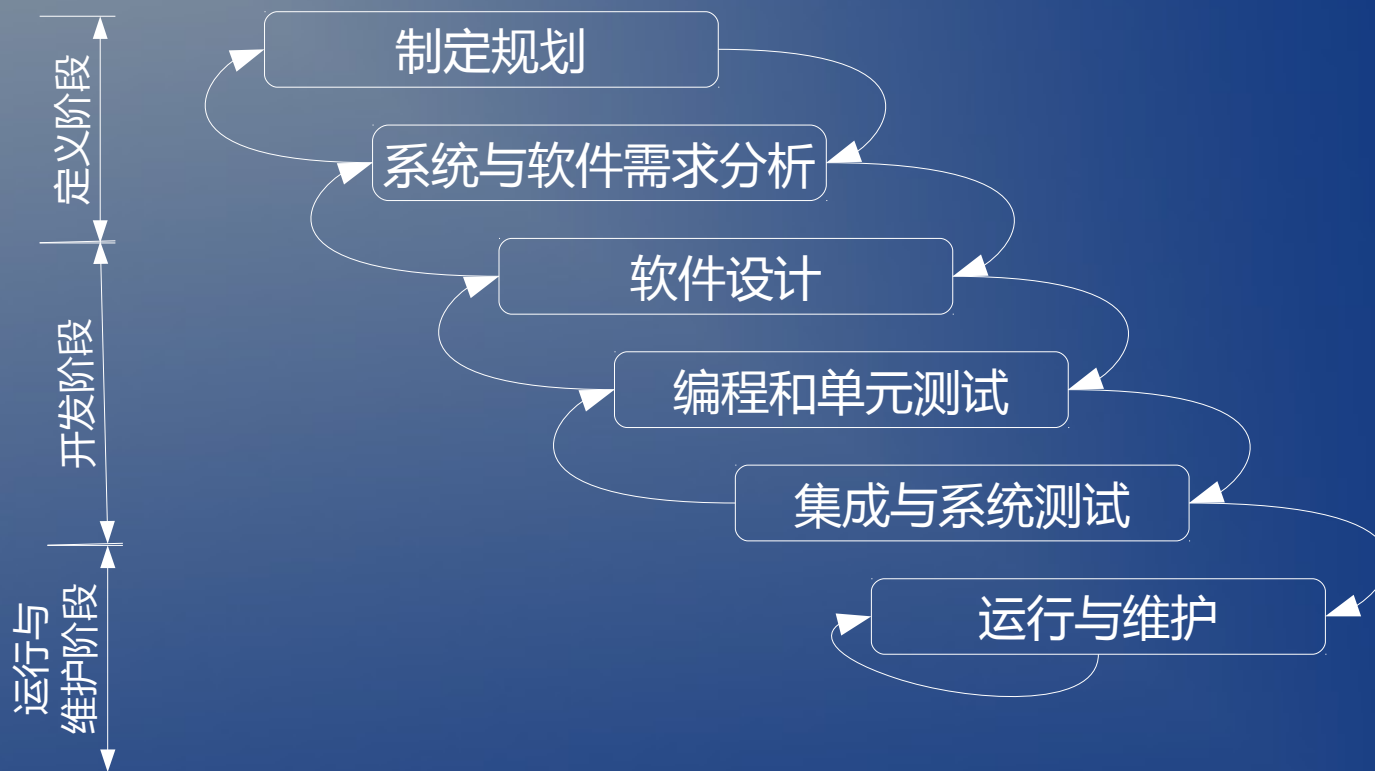 制定规划
定义阶段
系统与软件需求分析
软件设计
开发阶段
编程和单元测试
集成与系统测试
运行与
维护阶段
运行与维护